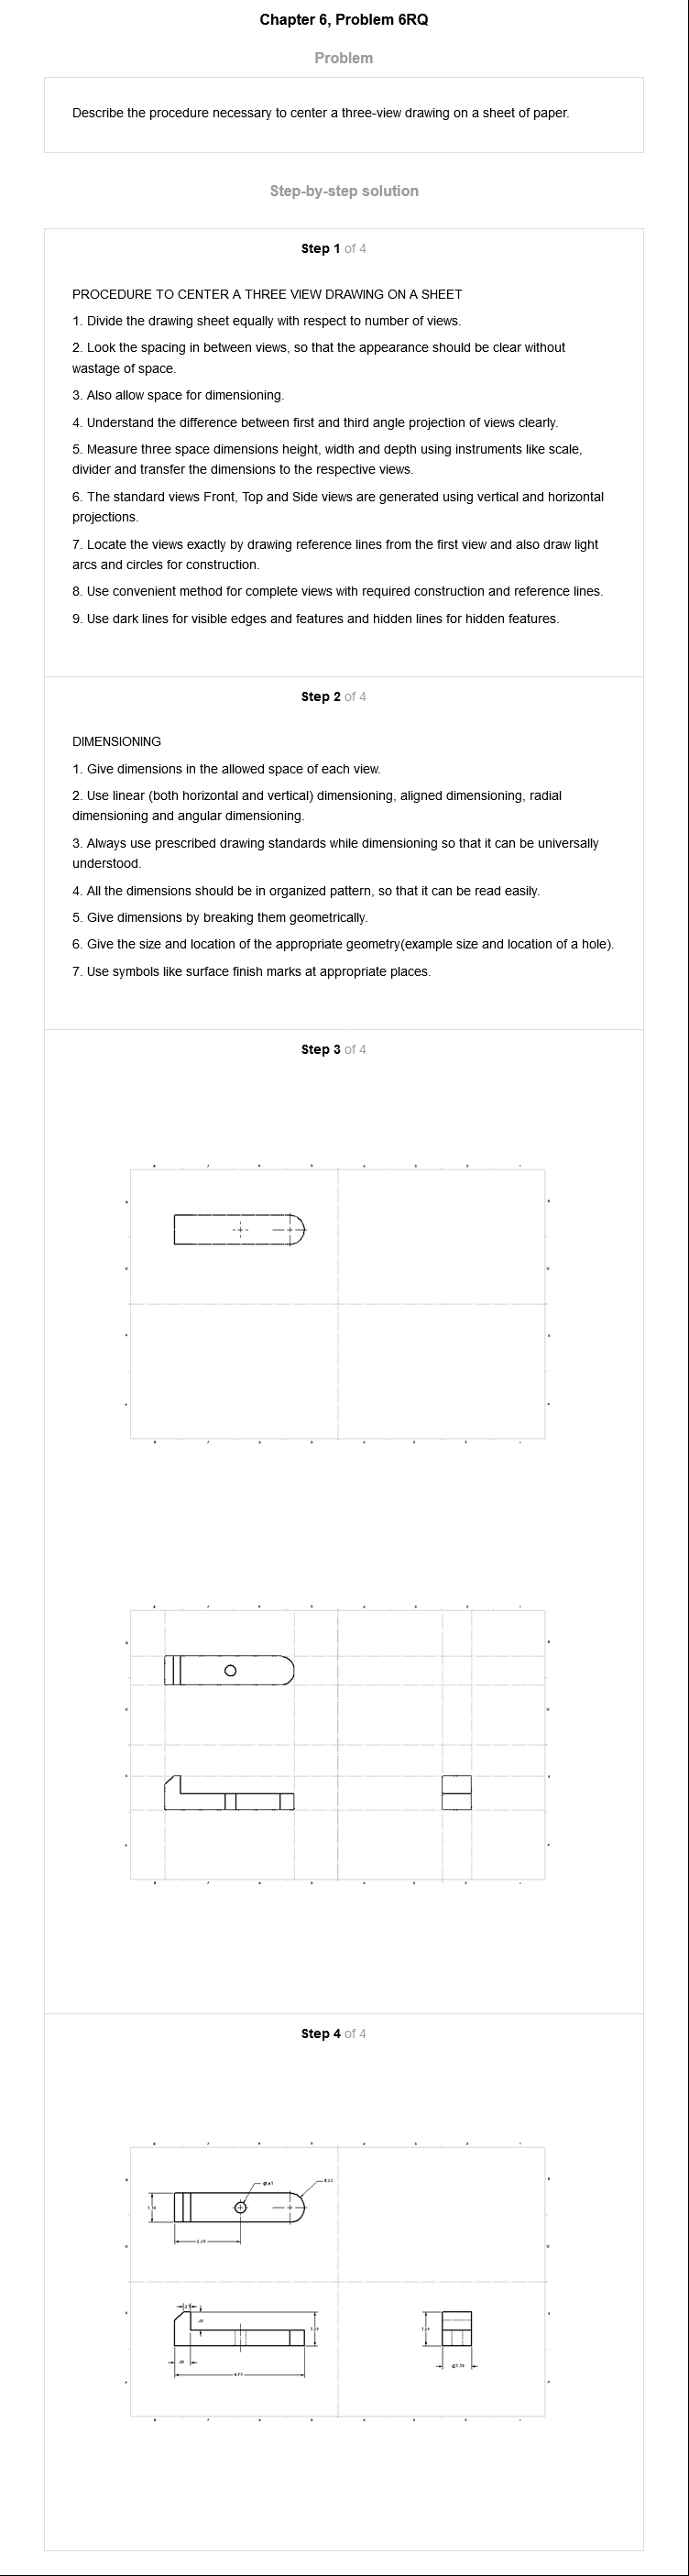 Chapter 6, Problem 6RQ
Problem
Describe the procedure necessary to center a three-view drawing on a sheet of paper.
Step-by-step solution
Step 1 of 4
PROCEDURE TO CENTER A THREE VIEW DRAWING ON A SHEET
1. Divide the drawing sheet equally with respect to number of views.
2. Look the spacing in between views, so that the appearance should be clear without
wastage of space.
3. Also allow space for dimensioning.
4. Understand the difference between first and third angle projection of views clearly.
5. Measure three space dimensions height, width and depth using instruments like scale,
divider and transfer the dimensions to the respective views.
6. The standard views Front, Top and Side views are generated using vertical and horizontal
projections.
7. Locate the views exactly by drawing reference lines from the first view and also draw light
arcs and circles for construction.
8. Use convenient method for complete views with required construction and reference lines.
9. Use dark lines for visible edges and features and hidden lines for hidden features.
Step 2 of 4
DIMENSIONING
1. Give dimensions in the allowed space of each view.
2. Use linear (both horizontal and vertical) dimensioning, aligned dimensioning, radial
dimensioning and angular dimensioning.
3. Always use prescribed drawing standards while dimensioning so that it can be universally
understood.
4. All the dimensions should be in organized pattern, so that it can be read easily.
5. Give dimensions by breaking them geometrically.
6. Give the size and location of the appropriate geometry(example size and location of a hole).
7. Use symbols like surface finish marks at appropriate places.
Step 3 of 4
Step 4 of 4